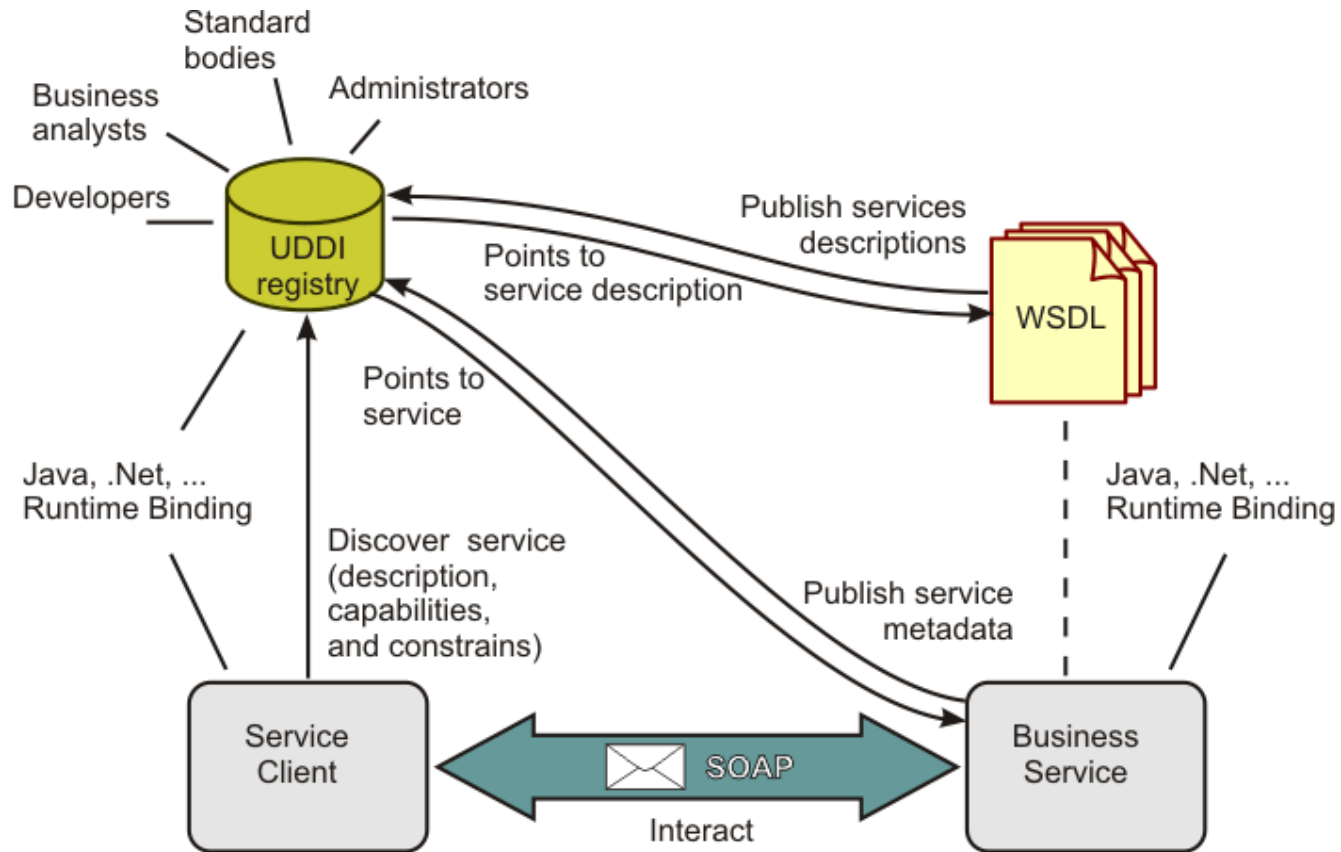 Standard
bodies
Administrators
Business
analysts
Developers
UDDI
registry
Publish services
descriptions
Points to
service description
WSDL
Points to
service
Java, .Net, ...
Runtime Binding
Java, .Net, ...
Runtime Binding
Discover service
(description,
capabilities,
and constrains)
Publish service
metadata
Service
Client
SOAP
Interact
Business
Service